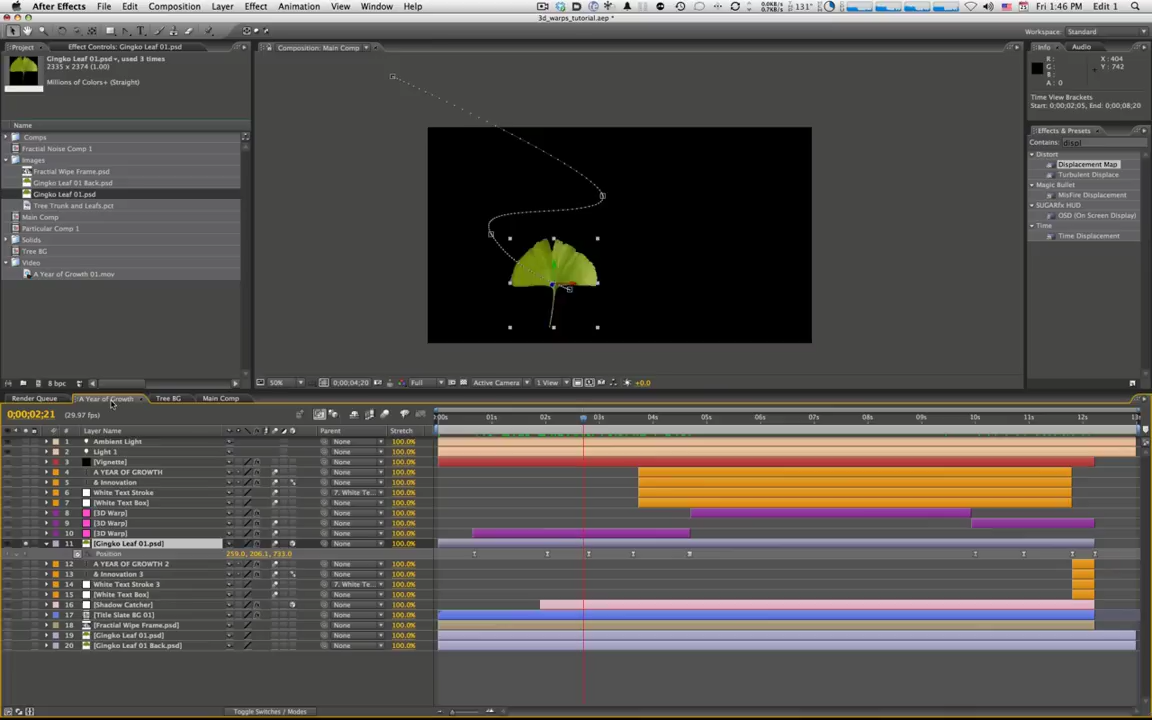 After Effects File Edit Composition Layer Effect Animation View Window Help 131° Fri 1:46 PM Edit 1
3d_warps_tutorial.aep *
Workspace: Standard
Project Effect Controls: Gingko Leaf 01.psd Composition: Main Comp Info Audio
Gingko Leaf 01.psd, used 3 times
2335 x 2374 (1.00)
Millions of Colors+ (Straight)
R :
G :
B :
A : 0
X : 404
Y : 742
Time View Brackets
Start: 0;00;02;05, End: 0;00;08;20
Name
Comps
Fractal Noise Comp 1
Images
Fractial Wipe Frame.psd
Gingko Leaf 01 Back.psd
Gingko Leaf 01.psd
Tree Trunk and Leafs.pct
Main Comp
Particular Comp 1
Solids
Tree BG
Video
A Year of Growth 01.mov
Effects & Presets
Contains: displ
Distort
Displacement Map
Turbulent Displace
Magic Bullet
MisFire Displacement
SUGARfx HUD
OSD (On Screen Display)
Time
Time Displacement
8 bpc
50% 0;00;04;20 Full Active Camera 1 View +0.0
Render Queue A Year of Growth Tree BG Main Comp
0;00;02;21 (29.97 fps)
# Layer Name Parent Stretch
:00s 01s 02s 03s 04s 05s 06s 07s 08s 09s 10s 11s 12s 13s
1 Ambient Light None 100.0%
2 Light 1 None 100.0%
3 [Vignette] None 100.0%
4 A YEAR OF GROWTH None 100.0%
5 & Innovation None 100.0%
6 White Text Stroke 7. White Te... 100.0%
7 [White Text Box] None 100.0%
8 [3D Warp] None 100.0%
9 [3D Warp] None 100.0%
10 [3D Warp] None 100.0%
11 [Gingko Leaf 01.psd] None 100.0%
Position 259.0, 206.1, 733.0
12 A YEAR OF GROWTH 2 None 100.0%
13 & Innovation 3 None 100.0%
14 White Text Stroke 3 7. White Te... 100.0%
15 [White Text Box] None 100.0%
16 [Shadow Catcher] None 100.0%
17 [Title Slate BG 01] None 100.0%
18 [Fractial Wipe Frame.psd] None 100.0%
19 [Gingko Leaf 01.psd] None 100.0%
20 [Gingko Leaf 01 Back.psd] None 100.0%
Toggle Switches / Modes